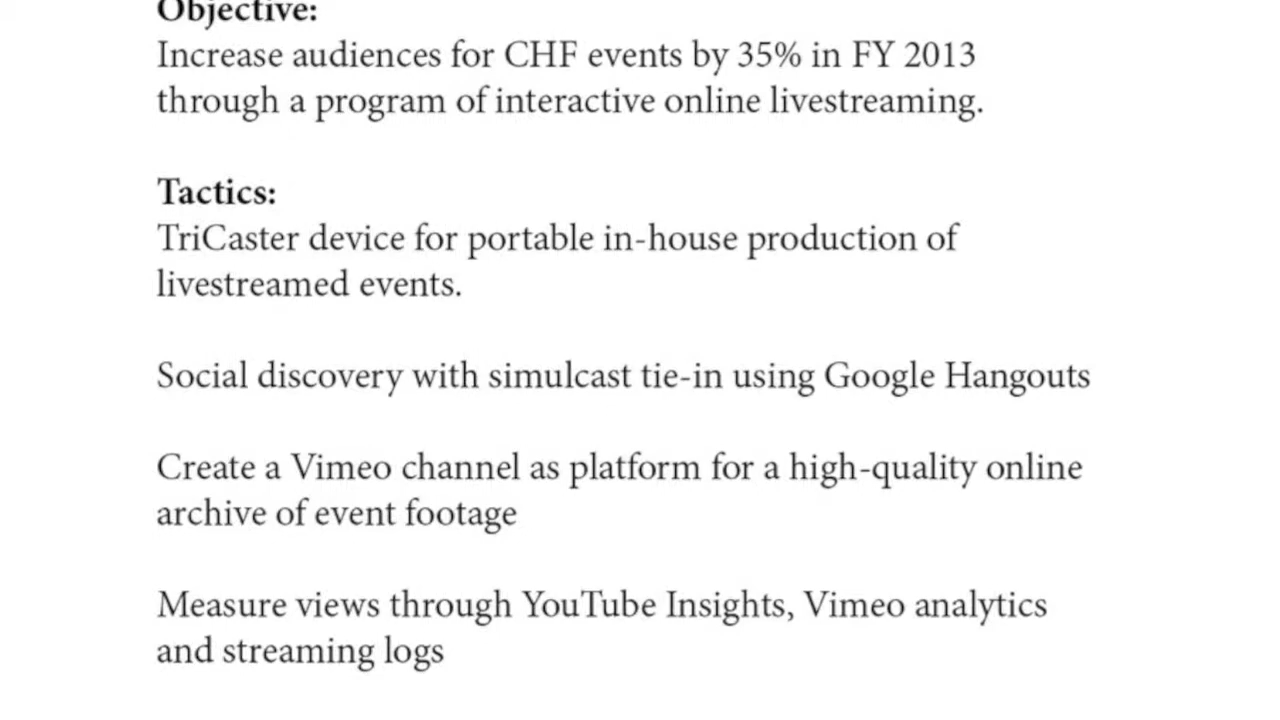 Objective:
Increase audiences for CHF events by 35% in FY 2013
through a program of interactive online livestreaming.
Tactics:
TriCaster device for portable in-house production of
livestreamed events.
Social discovery with simulcast tie-in using Google Hangouts
Create a Vimeo channel as platform for a high-quality online
archive of event footage
Measure views through YouTube Insights, Vimeo analytics
and streaming logs